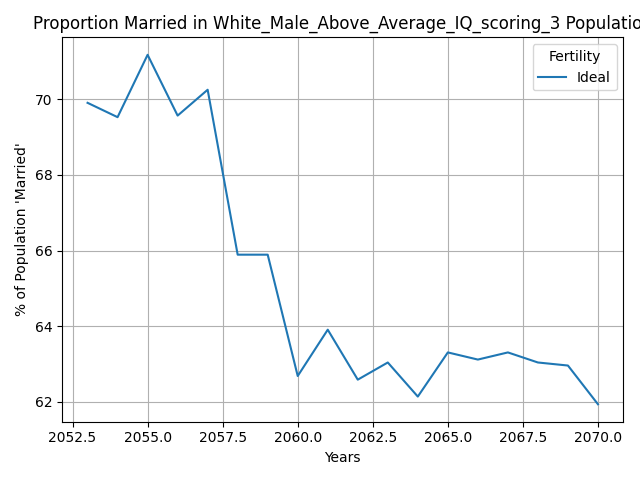 Proportion Married in White_Male_Above_Average_IQ_scoring_3 Populatio
Fertility
Ideal
% of Population 'Married'
70
68
66
64
62
2052.5 2055.0 2057.5 2060.0 2062.5 2065.0 2067.5 2070.0
Years